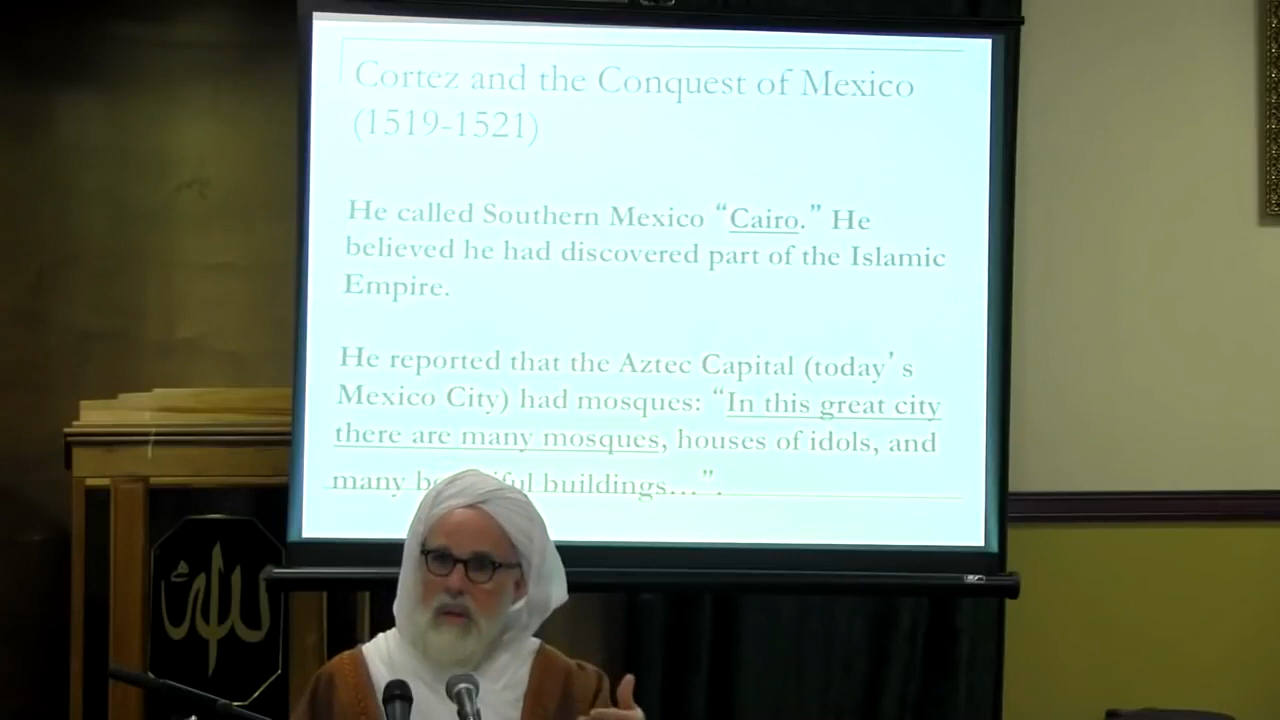 Cortez and the Conquest of Mexico
(1519-1521)
He called Southern Mexico “Cairo.” He
believed he had discovered part of the Islamic
Empire.
He reported that the Aztec Capital (today’s
Mexico City) had mosques: “In this great city
there are many mosques, houses of idols, and
many buildings…”.
الله